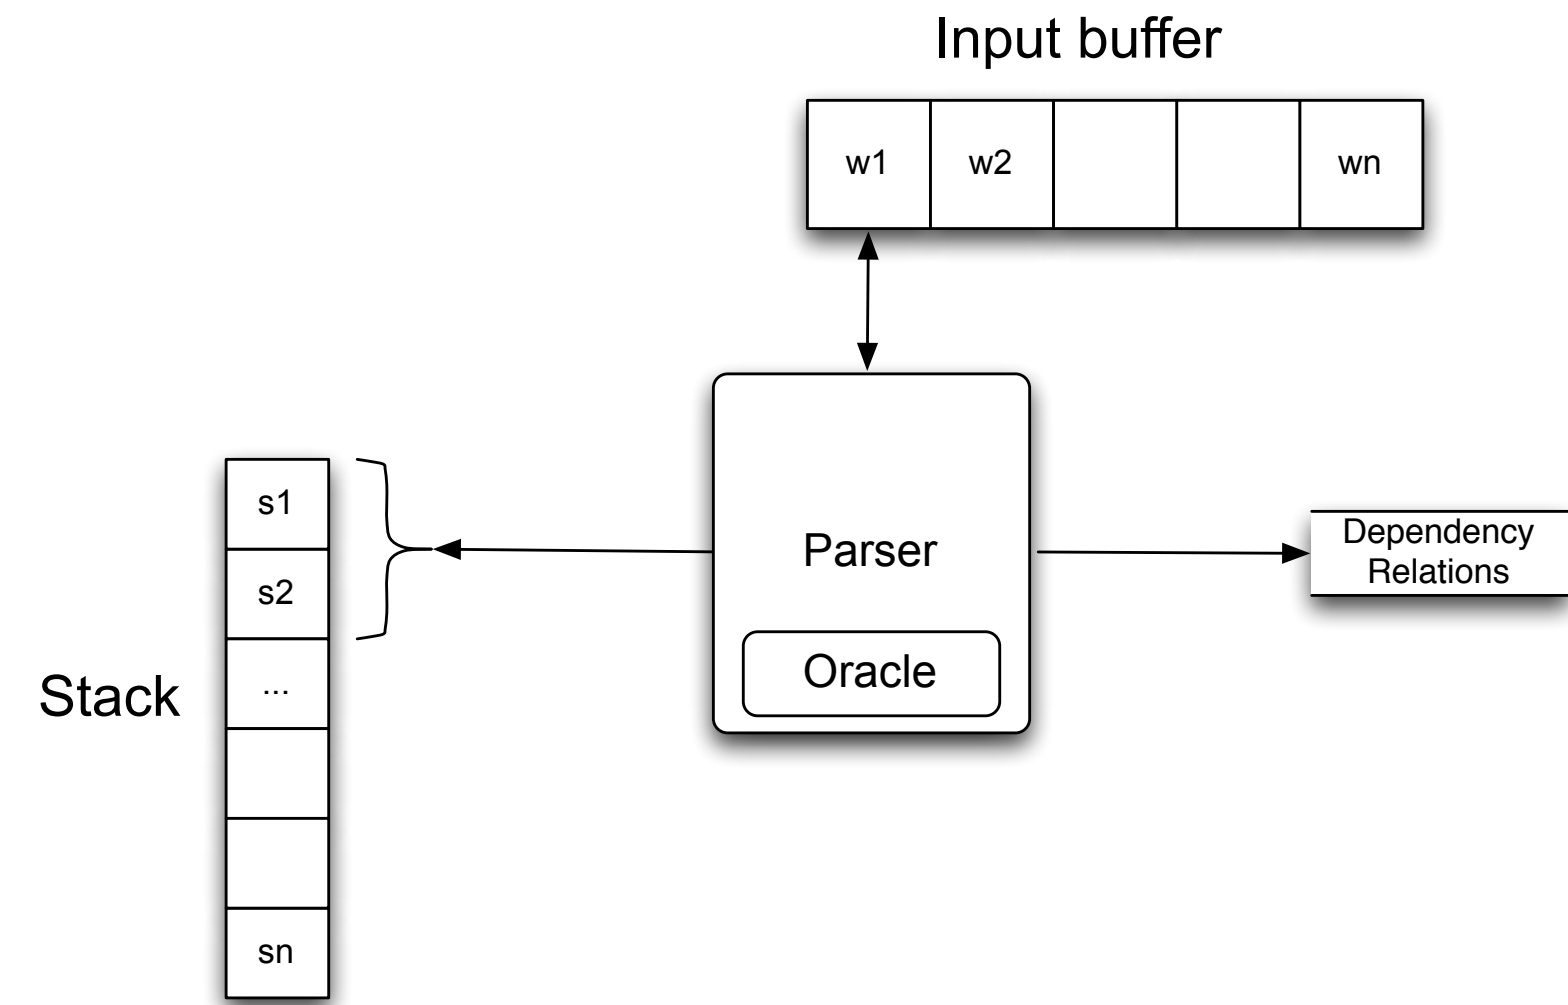 Input buffer
w1 w2 wn
s1
s2
...
sn
Stack
Parser
Oracle
Dependency
Relations